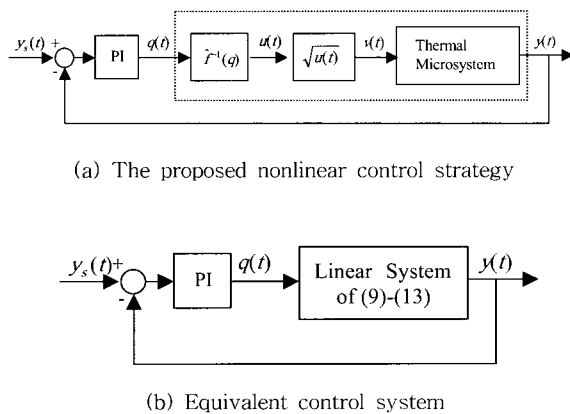 y_s(t) + - PI q(t) f̂⁻¹(q) u(t) √u(t) v(t) Thermal Microsystem y(t)
(a) The proposed nonlinear control strategy
y_s(t)+ - PI q(t) Linear System of (9)-(13) y(t)
(b) Equivalent control system